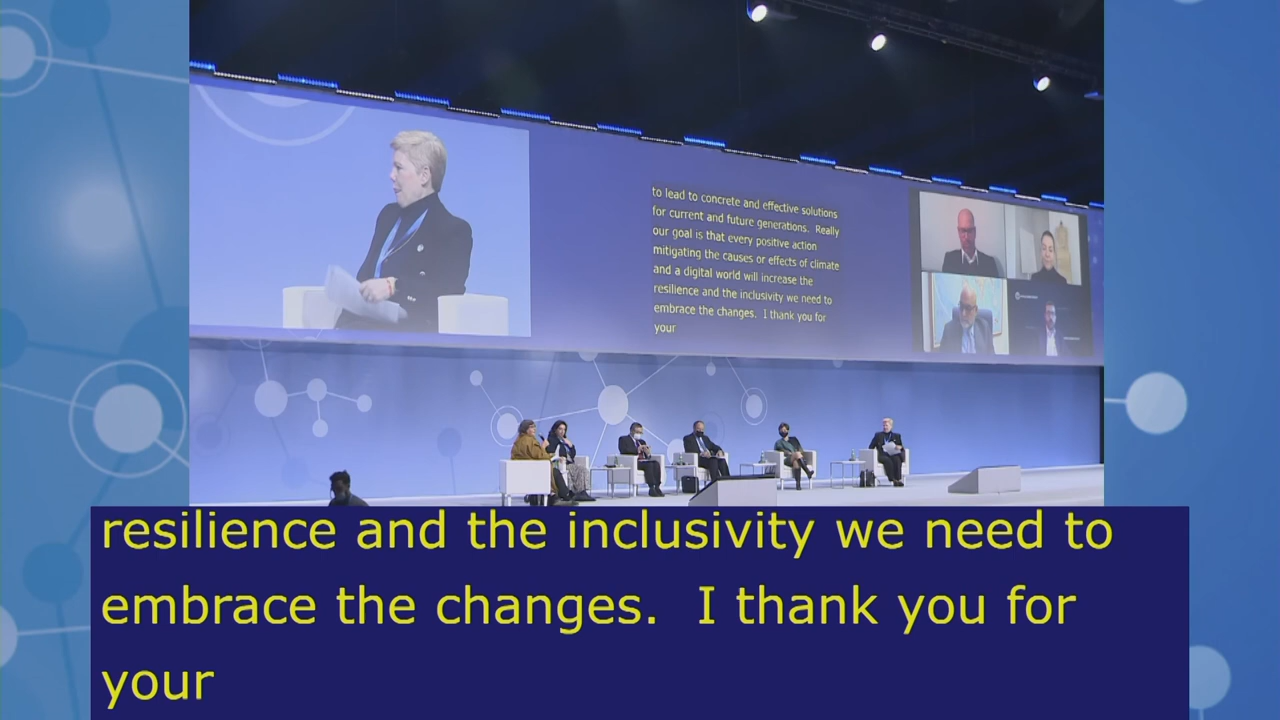 to lead to concrete and effective solutions
for current and future generations.  Really
our goal is that every positive action
mitigating the causes or effects of climate
and a digital world will increase the
resilience and the inclusivity we need to
embrace the changes.  I thank you for
your
resilience and the inclusivity we need to
embrace the changes.  I thank you for
your